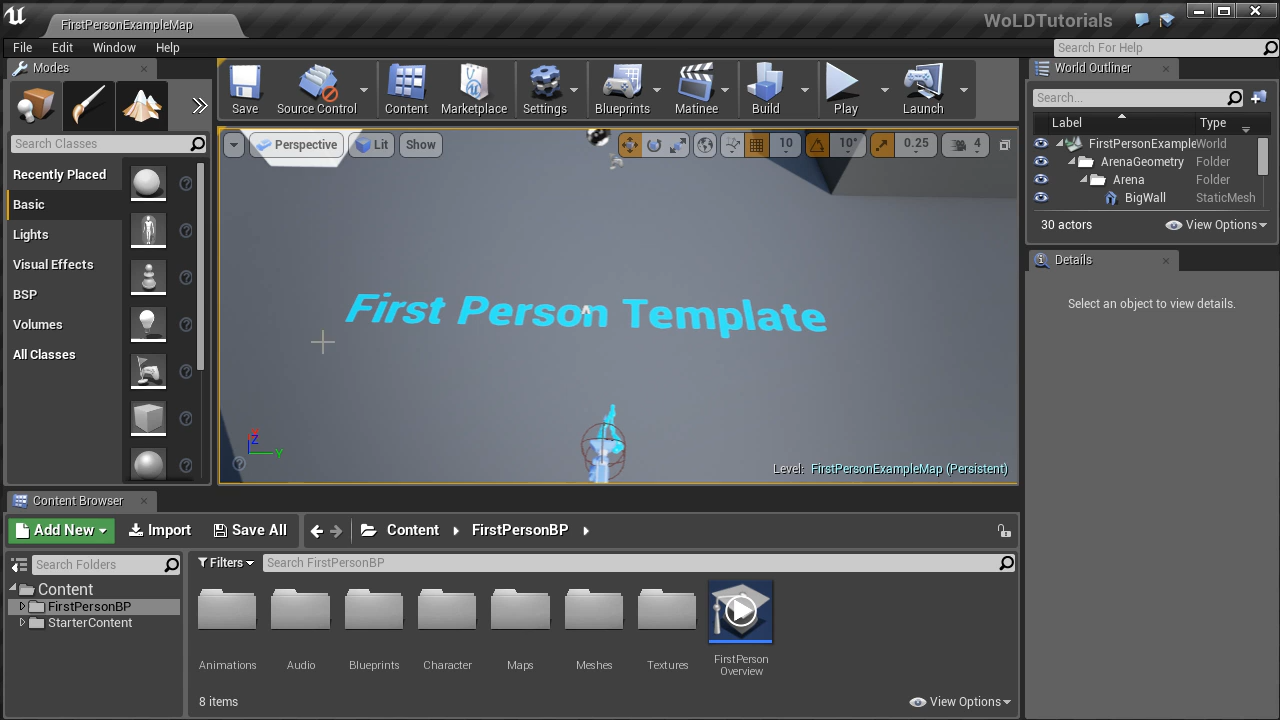 FirstPersonExampleMap
WoLDTutorials
File Edit Window Help
Search For Help
Modes
Search Classes
Recently Placed
Basic
Lights
Visual Effects
BSP
Volumes
All Classes
Save Source Control Content Marketplace Settings Blueprints Matinee Build Play Launch
Perspective Lit Show 10 10° 0.25 4
First Person Template
Z
Y
Level: FirstPersonExampleMap (Persistent)
World Outliner
Search...
Label Type
FirstPersonExample World
ArenaGeometry Folder
Arena Folder
BigWall StaticMesh
30 actors View Options
Details
Select an object to view details.
Content Browser
Add New Import Save All Content FirstPersonBP
Search Folders
Content
FirstPersonBP
StarterContent
Filters Search FirstPersonBP
Animations Audio Blueprints Character Maps Meshes Textures FirstPerson
Overview
8 items View Options